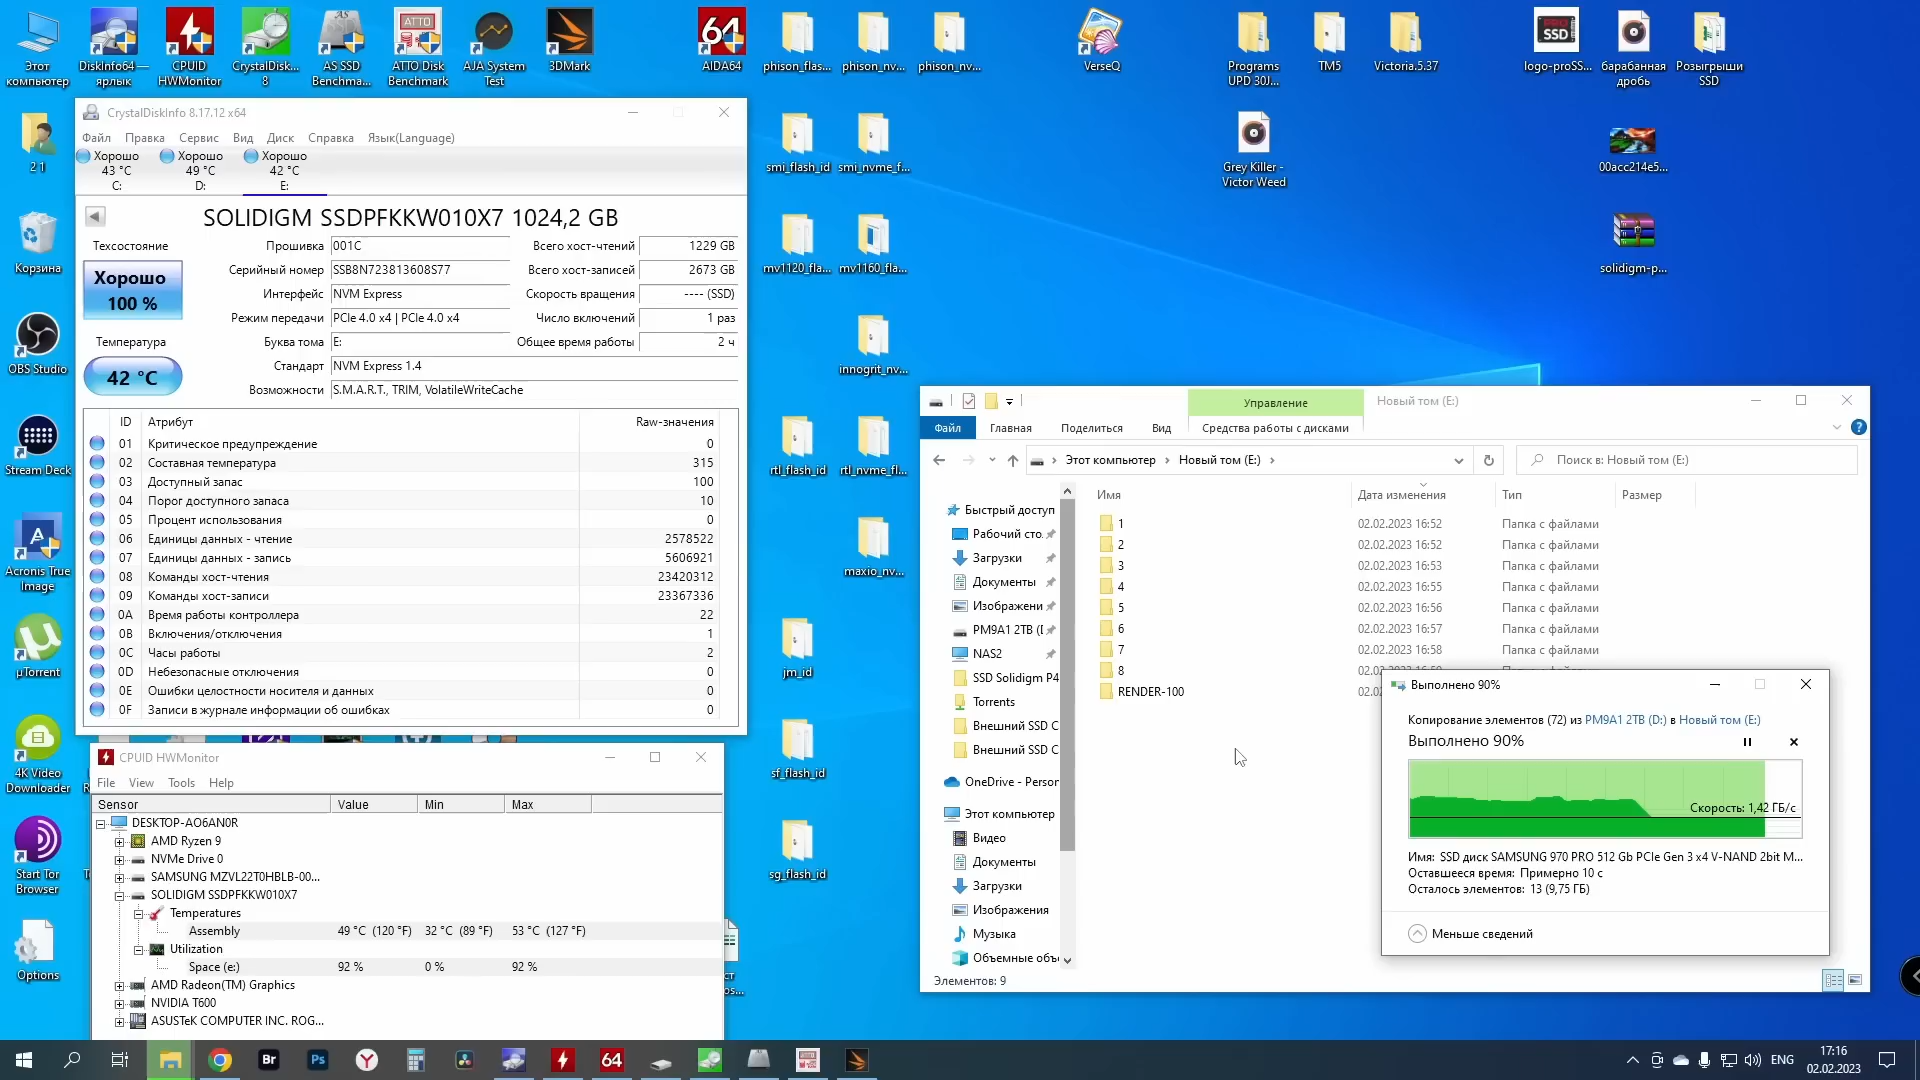 Этот компьютер
DiskInfo64 — ярлык
CPUID HWMonitor
CrystalDisk... 8
AS SSD Benchma...
ATTO Disk Benchmark
AJA System Test
3DMark
AIDA64
phison_flas...
phison_nv...
phison_nv...
VerseQ
Programs UPD 30J...
TM5
Victoria.5.37
logo-proSS...
барабанная дробь
Розыгрыши SSD
2 1
Корзина
OBS Studio
Stream Deck
Acronis True Image
µTorrent
4K Video Downloader
Start Tor Browser
Options
smi_flash_id
smi_nvme_f...
Grey Killer - Victor Weed
00acc214e5...
mv1120_fla...
mv1160_fla...
solidigm-p...
innogrit_nv...
rtl_flash_id
rtl_nvme_fl...
maxio_nv...
jm_id
sf_flash_id
sg_flash_id
CrystalDiskInfo 8.17.12 x64
Файл Правка Сервис Вид Диск Справка Язык(Language)
Хорошо Хорошо Хорошо
43 °C 49 °C 42 °C
C: D: E:
SOLIDIGM SSDPFKKW010X7 1024,2 GB
Техсостояние
Хорошо
100 %
Температура
42 °C
Прошивка 001C Всего хост-чтений 1229 GB
Серийный номер SSB8N723813608S77 Всего хост-записей 2673 GB
Интерфейс NVM Express Скорость вращения ---- (SSD)
Режим передачи PCIe 4.0 x4 | PCIe 4.0 x4 Число включений 1 раз
Буква тома E: Общее время работы 2 ч
Стандарт NVM Express 1.4
Возможности S.M.A.R.T., TRIM, VolatileWriteCache
ID Атрибут Raw-значения
01 Критическое предупреждение 0
02 Составная температура 315
03 Доступный запас 100
04 Порог доступного запаса 10
05 Процент использования 0
06 Единицы данных - чтение 2578522
07 Единицы данных - запись 5606921
08 Команды хост-чтения 23420312
09 Команды хост-записи 23367336
0A Время работы контроллера 22
0B Включения/отключения 1
0C Часы работы 2
0D Небезопасные отключения 0
0E Ошибки целостности носителя и данных 0
0F Записи в журнале информации об ошибках 0
CPUID HWMonitor
File View Tools Help
Sensor Value Min Max
DESKTOP-AO6AN0R
AMD Ryzen 9
NVMe Drive 0
SAMSUNG MZVL22T0HBLB-00...
SOLIDIGM SSDPFKKW010X7
Temperatures
Assembly 49 °C (120 °F) 32 °C (89 °F) 53 °C (127 °F)
Utilization
Space (e:) 92 % 0 % 92 %
AMD Radeon(TM) Graphics
NVIDIA T600
ASUSTeK COMPUTER INC. ROG...
Управление Новый том (E:)
Файл Главная Поделиться Вид Средства работы с дисками
Этот компьютер › Новый том (E:) ›
Поиск в: Новый том (E:)
Имя Дата изменения Тип Размер
1 02.02.2023 16:52 Папка с файлами
2 02.02.2023 16:52 Папка с файлами
3 02.02.2023 16:53 Папка с файлами
4 02.02.2023 16:55 Папка с файлами
5 02.02.2023 16:56 Папка с файлами
6 02.02.2023 16:57 Папка с файлами
7 02.02.2023 16:58 Папка с файлами
8
RENDER-100
Быстрый доступ
Рабочий сто.
Загрузки
Документы
Изображени
PM9A1 2TB (
NAS2
SSD Solidigm P4
Torrents
Внешний SSD C
Внешний SSD C
OneDrive - Person
Этот компьютер
Видео
Документы
Загрузки
Изображения
Музыка
Объемные объ
Элементов: 9
Выполнено 90%
Копирование элементов (72) из PM9A1 2TB (D:) в Новый том (E:)
Выполнено 90%
Скорость: 1,42 ГБ/с
Имя: SSD диск SAMSUNG 970 PRO 512 Gb PCIe Gen 3 x4 V-NAND 2bit M...
Оставшееся время: Примерно 10 с
Осталось элементов: 13 (9,75 ГБ)
Меньше сведений
Br
Ps
64
ENG
17:16
02.02.2023